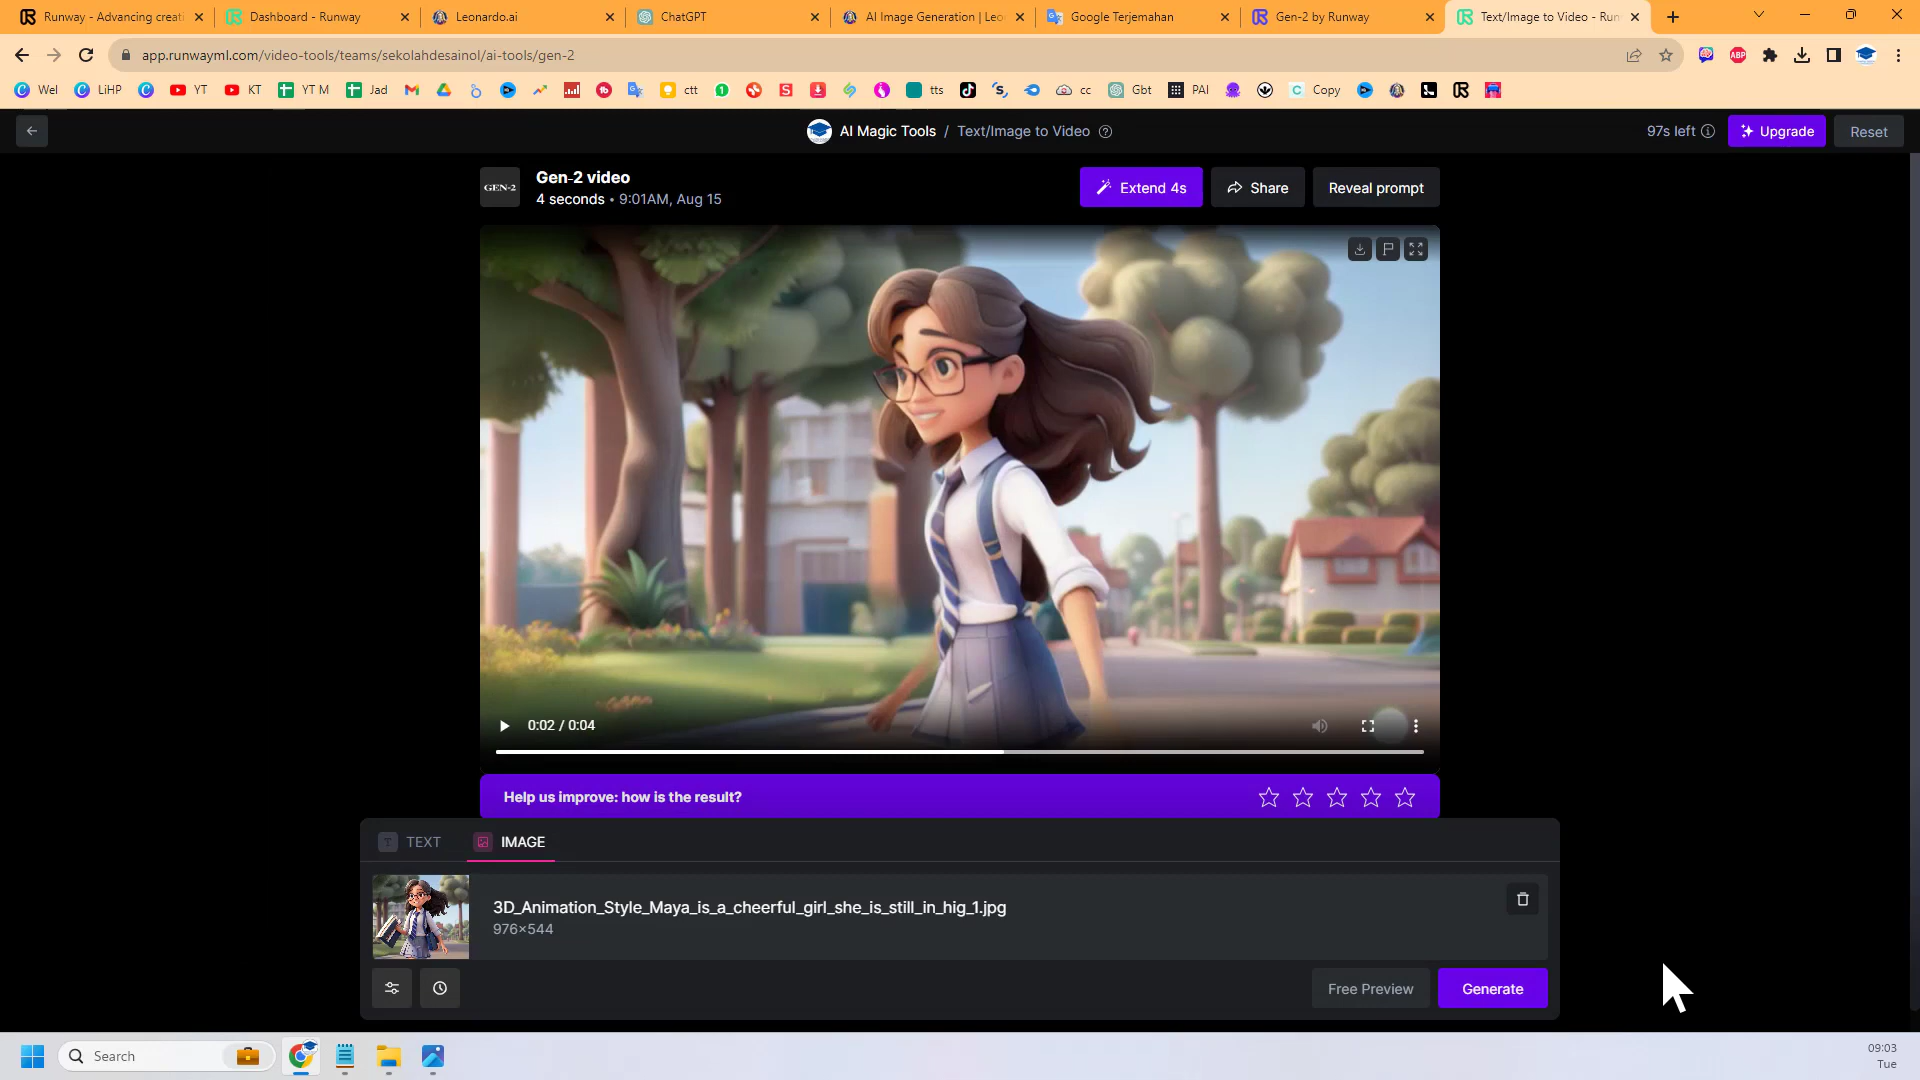 Runway - Advancing creati
Dashboard - Runway
Leonardo.ai
ChatGPT
AI Image Generation | Leo
Google Terjemahan
Gen-2 by Runway
Text/Image to Video - Run
app.runwayml.com/video-tools/teams/sekolahdesainol/ai-tools/gen-2
ABP
Wel
LiHP
YT
KT
YT M
Jad
ctt
tts
cc
Gbt
PAI
Copy
AI Magic Tools / Text/Image to Video
97s left
Upgrade
Reset
GEN-2
Gen-2 video
4 seconds • 9:01AM, Aug 15
Extend 4s
Share
Reveal prompt
0:02 / 0:04
Help us improve: how is the result?
TEXT
IMAGE
3D_Animation_Style_Maya_is_a_cheerful_girl_she_is_still_in_hig_1.jpg
976×544
Free Preview
Generate
Search
09:03
Tue